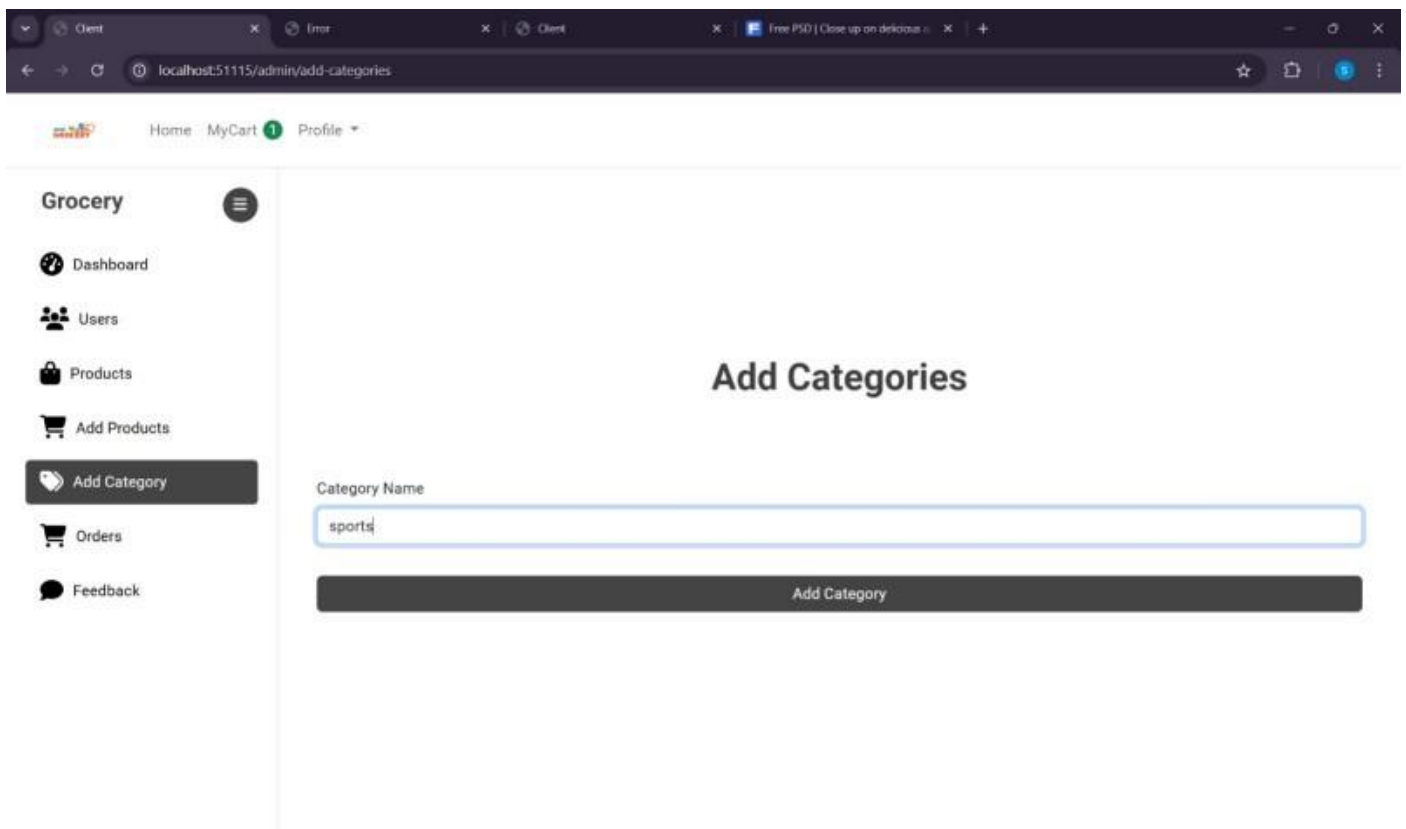 Client
Error
Client
Free PSD | Close up on delicious a
localhost:51115/admin/add-categories
S
Home MyCart 1 Profile
Grocery
Dashboard
Users
Products
Add Products
Add Category
Orders
Feedback
Add Categories
Category Name
sports
Add Category